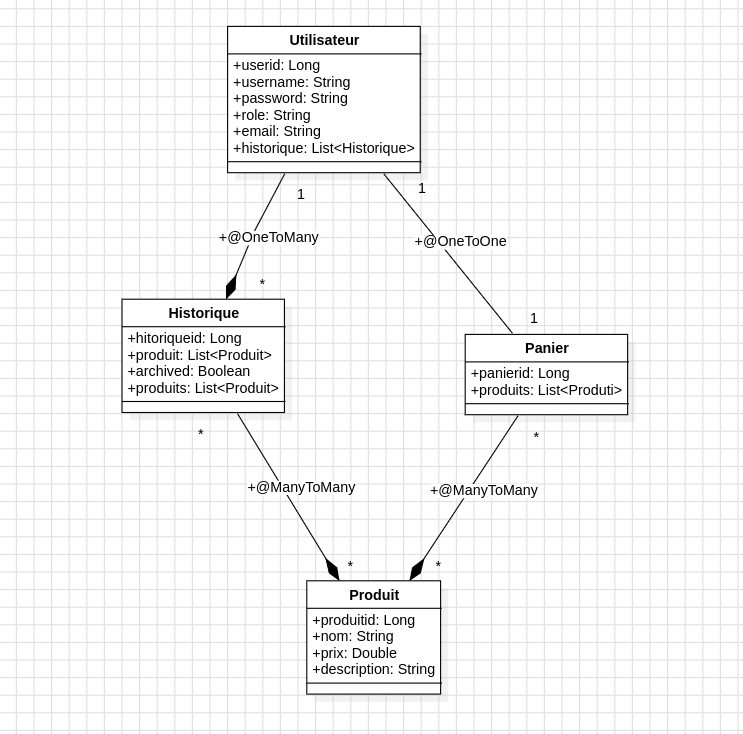 Utilisateur
+userid: Long
+username: String
+password: String
+role: String
+email: String
+historique: List<Historique>
1
1
+@OneToMany
+@OneToOne
*
1
Historique
+hitoriqueid: Long
+produit: List<Produit>
+archived: Boolean
+produits: List<Produit>
Panier
+panierid: Long
+produits: List<Produti>
*
*
+@ManyToMany
+@ManyToMany
*
*
Produit
+produitid: Long
+nom: String
+prix: Double
+description: String